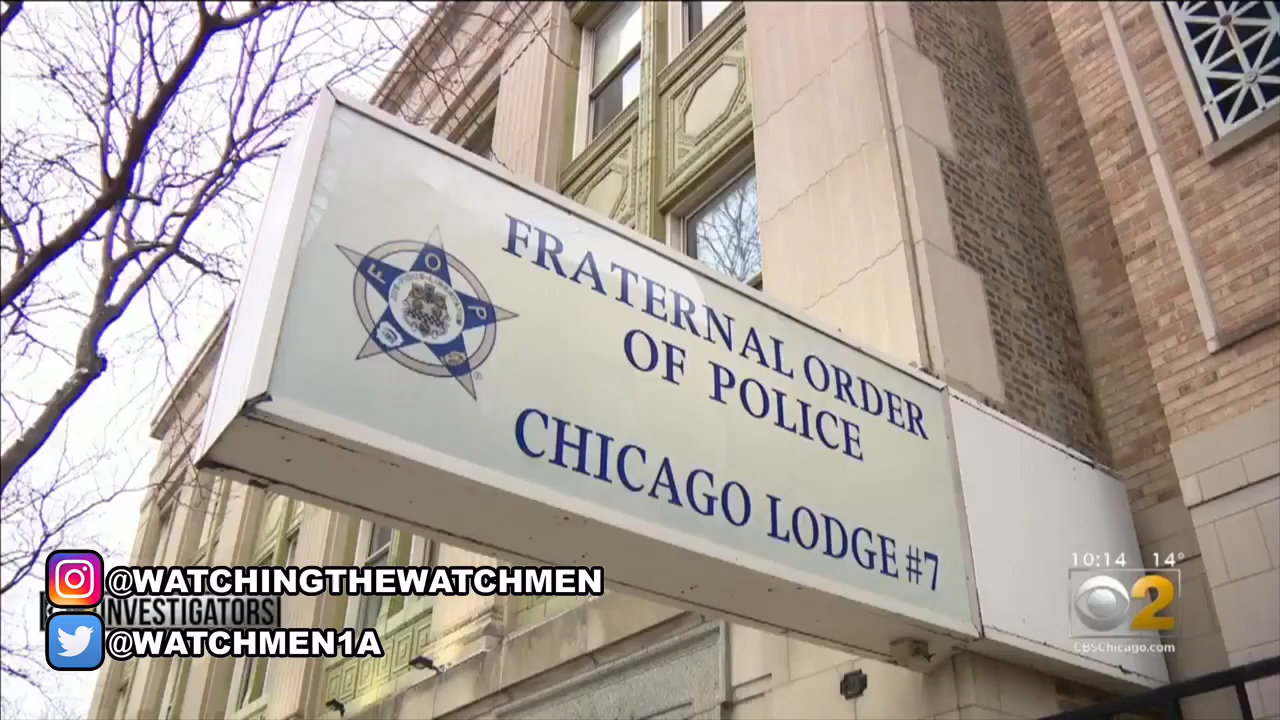 FRATERNAL ORDER
OF POLICE
CHICAGO LODGE #7
F
O
P
@WATCHINGTHEWATCHMEN
INVESTIGATORS
@WATCHMEN1A
10:14 14°
2
CBSChicago.com